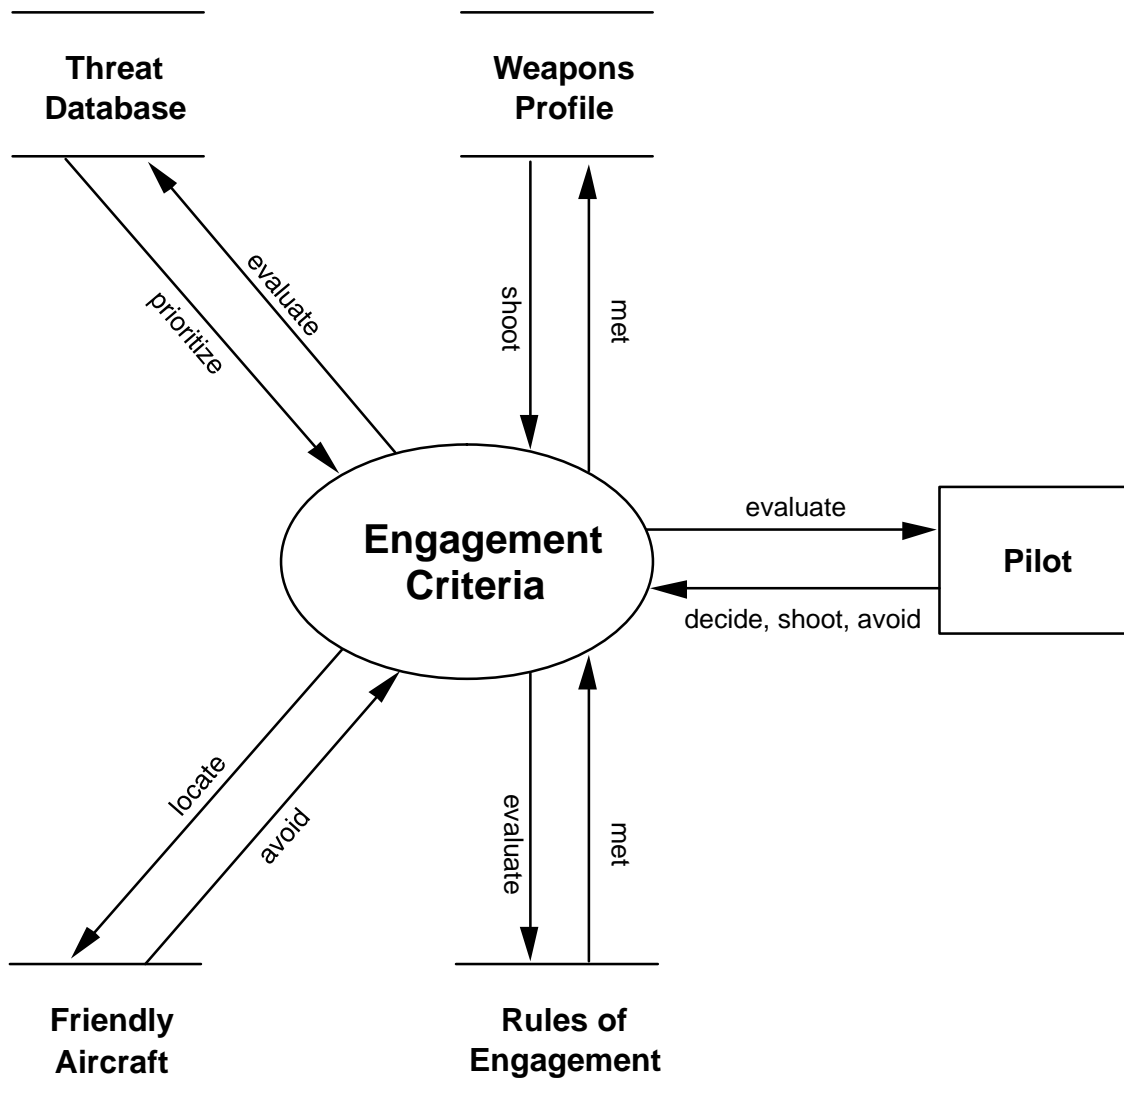 Threat
Database
Weapons
Profile
evaluate
prioritize
shoot
met
Engagement
Criteria
evaluate
Pilot
decide, shoot, avoid
locate
avoid
evaluate
met
Friendly
Aircraft
Rules of
Engagement